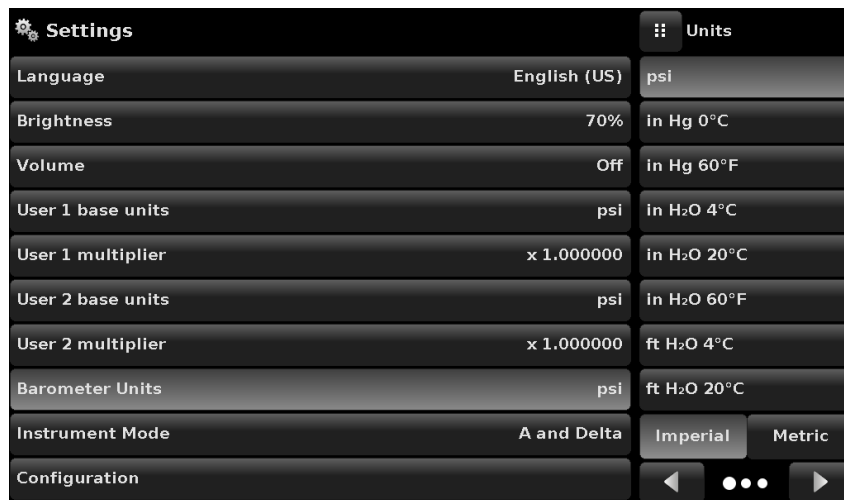 Settings
Language English (US)
Brightness 70%
Volume Off
User 1 base units psi
User 1 multiplier x 1.000000
User 2 base units psi
User 2 multiplier x 1.000000
Barometer Units psi
Instrument Mode A and Delta
Configuration
Units
psi
in Hg 0°C
in Hg 60°F
in H₂O 4°C
in H₂O 20°C
in H₂O 60°F
ft H₂O 4°C
ft H₂O 20°C
Imperial Metric